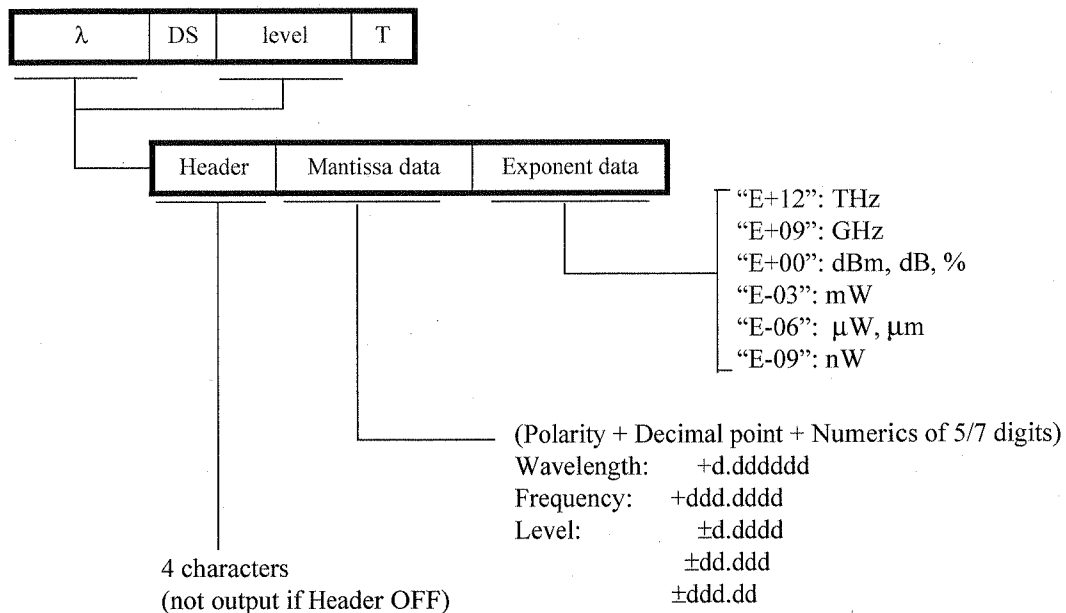 λ DS level T
Header Mantissa data Exponent data
“E+12”: THz
“E+09”: GHz
“E+00”: dBm, dB, %
“E-03”: mW
“E-06”: μW, μm
“E-09”: nW
(Polarity + Decimal point + Numerics of 5/7 digits)
Wavelength: +d.dddddd
Frequency: +ddd.dddd
Level: ±d.dddd
±dd.ddd
±ddd.dd
4 characters
(not output if Header OFF)